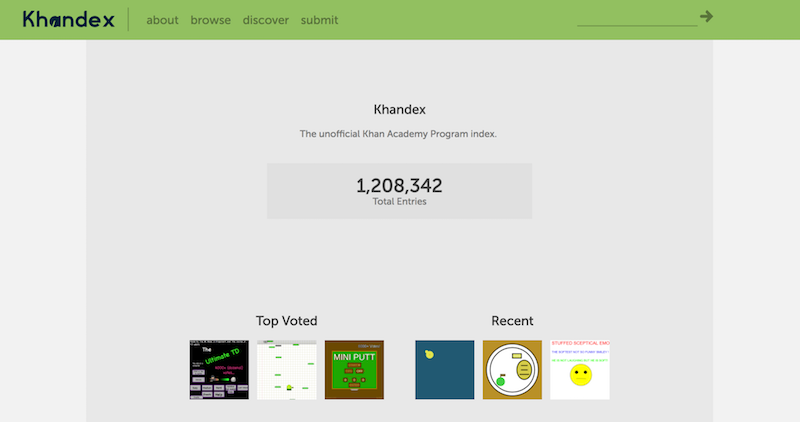 Khandex
about browse discover submit
Khandex
The unofficial Khan Academy Program index.
1,208,342
Total Entries
Top Voted Recent
The
Ultimate TD
MINI PUTT
STUFFED SCEPTICAL EMO